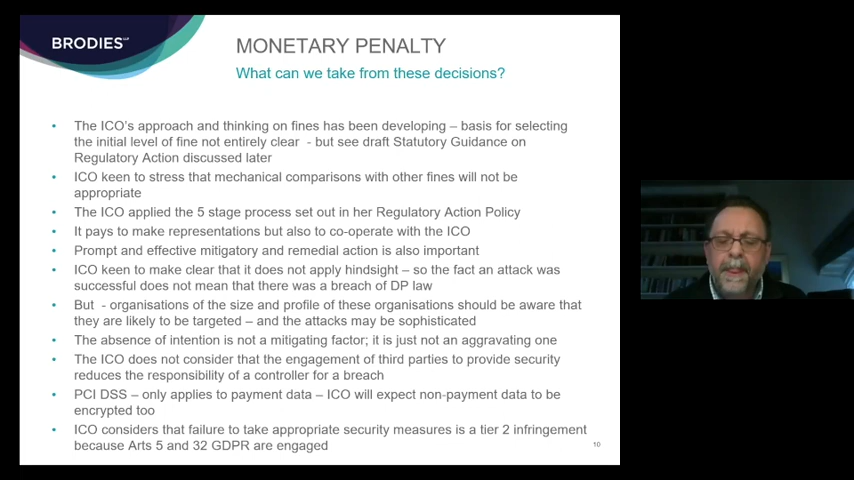 BRODIES LLP
MONETARY PENALTY
What can we take from these decisions?
• The ICO's approach and thinking on fines has been developing – basis for selecting
the initial level of fine not entirely clear - but see draft Statutory Guidance on
Regulatory Action discussed later
• ICO keen to stress that mechanical comparisons with other fines will not be
appropriate
• The ICO applied the 5 stage process set out in her Regulatory Action Policy
• It pays to make representations but also to co-operate with the ICO
• Prompt and effective mitigatory and remedial action is also important
• ICO keen to make clear that it does not apply hindsight – so the fact an attack was
successful does not mean that there was a breach of DP law
• But - organisations of the size and profile of these organisations should be aware that
they are likely to be targeted – and the attacks may be sophisticated
• The absence of intention is not a mitigating factor; it is just not an aggravating one
• The ICO does not consider that the engagement of third parties to provide security
reduces the responsibility of a controller for a breach
• PCI DSS – only applies to payment data – ICO will expect non-payment data to be
encrypted too
• ICO considers that failure to take appropriate security measures is a tier 2 infringement
because Arts 5 and 32 GDPR are engaged
10